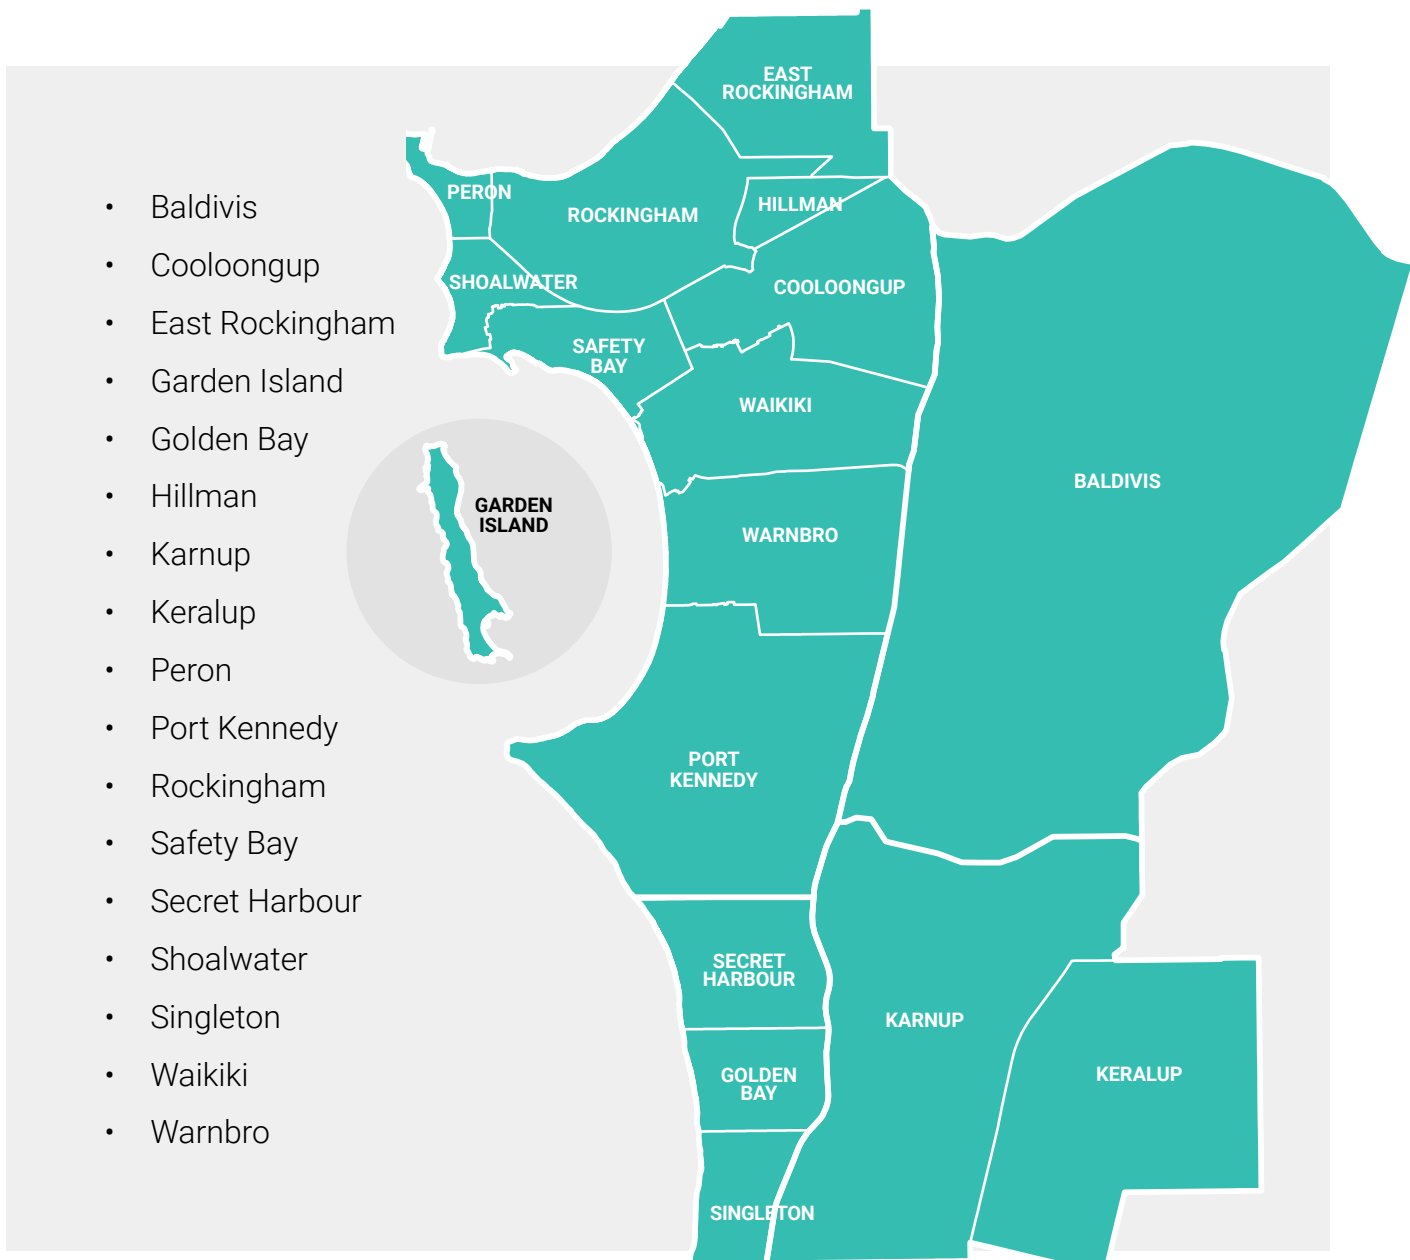 • Baldivis
• Cooloongup
• East Rockingham
• Garden Island
• Golden Bay
• Hillman
• Karnup
• Keralup
• Peron
• Port Kennedy
• Rockingham
• Safety Bay
• Secret Harbour
• Shoalwater
• Singleton
• Waikiki
• Warnbro
EAST
ROCKINGHAM
PERON
ROCKINGHAM
HILLMAN
SHOALWATER
COOLOONGUP
SAFETY
BAY
WAIKIKI
BALDIVIS
GARDEN
ISLAND
WARNBRO
PORT
KENNEDY
SECRET
HARBOUR
KARNUP
GOLDEN
BAY
KERALUP
SINGLETON